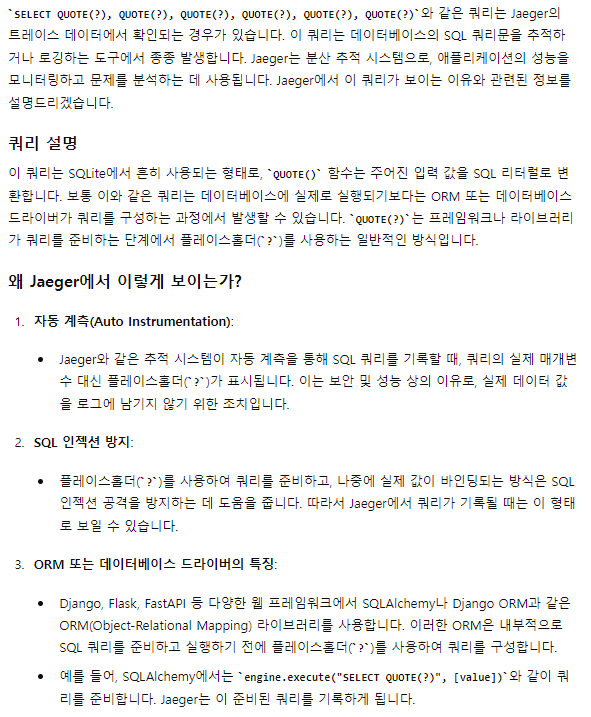 `SELECT QUOTE(?), QUOTE(?), QUOTE(?), QUOTE(?), QUOTE(?), QUOTE(?)`와 같은 쿼리는 Jaeger의
트레이스 데이터에서 확인되는 경우가 있습니다. 이 쿼리는 데이터베이스의 SQL 쿼리문을 추적하
거나 로깅하는 도구에서 종종 발생합니다. Jaeger는 분산 추적 시스템으로, 애플리케이션의 성능을
모니터링하고 문제를 분석하는 데 사용됩니다. Jaeger에서 이 쿼리가 보이는 이유와 관련된 정보를
설명드리겠습니다.
쿼리 설명
이 쿼리는 SQLite에서 흔히 사용되는 형태로, `QUOTE()` 함수는 주어진 입력 값을 SQL 리터럴로 변
환합니다. 보통 이와 같은 쿼리는 데이터베이스에 실제로 실행되기보다는 ORM 또는 데이터베이스
드라이버가 쿼리를 구성하는 과정에서 발생할 수 있습니다. `QUOTE(?)`는 프레임워크나 라이브러리
가 쿼리를 준비하는 단계에서 플레이스홀더(`?`)를 사용하는 일반적인 방식입니다.
왜 Jaeger에서 이렇게 보이는가?
1. 자동 계측(Auto Instrumentation):
• Jaeger와 같은 추적 시스템이 자동 계측을 통해 SQL 쿼리를 기록할 때, 쿼리의 실제 매개변
수 대신 플레이스홀더(`?`)가 표시됩니다. 이는 보안 및 성능 상의 이유로, 실제 데이터 값
을 로그에 남기지 않기 위한 조치입니다.
2. SQL 인젝션 방지:
• 플레이스홀더(`?`)를 사용하여 쿼리를 준비하고, 나중에 실제 값이 바인딩되는 방식은 SQL
인젝션 공격을 방지하는 데 도움을 줍니다. 따라서 Jaeger에서 쿼리가 기록될 때는 이 형태
로 보일 수 있습니다.
3. ORM 또는 데이터베이스 드라이버의 특징:
• Django, Flask, FastAPI 등 다양한 웹 프레임워크에서 SQLAlchemy나 Django ORM과 같은
ORM(Object-Relational Mapping) 라이브러리를 사용합니다. 이러한 ORM은 내부적으로
SQL 쿼리를 준비하고 실행하기 전에 플레이스홀더(`?`)를 사용하여 쿼리를 구성합니다.
• 예를 들어, SQLAlchemy에서는 `engine.execute("SELECT QUOTE(?)", [value])`와 같이 쿼
리를 준비합니다. Jaeger는 이 준비된 쿼리를 기록하게 됩니다.